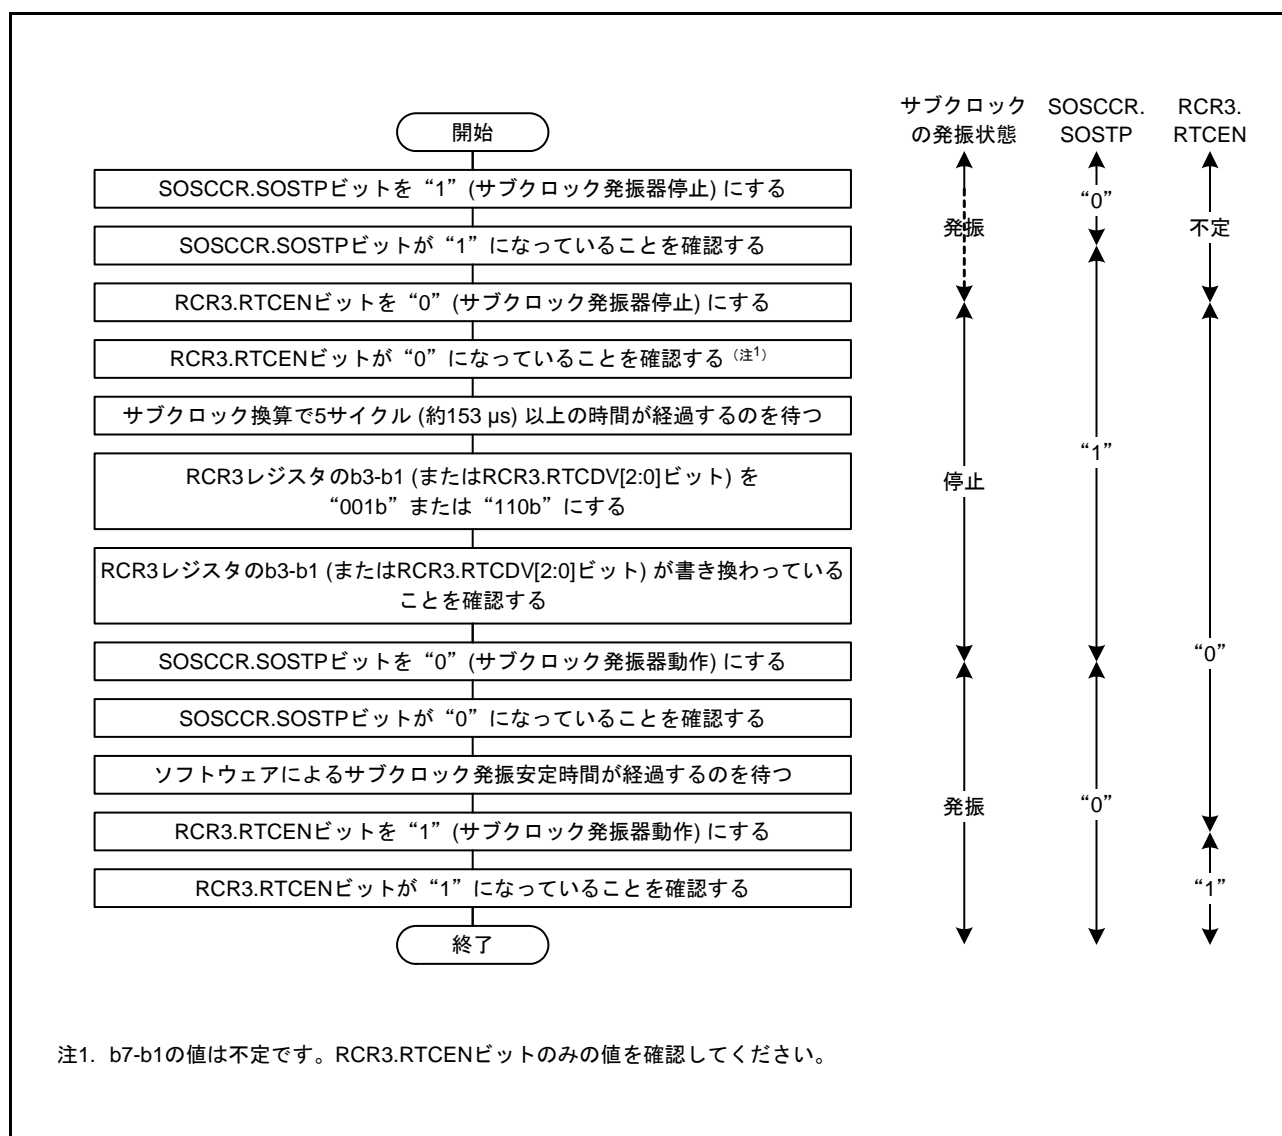 サブクロック
の発振状態
SOSCCR.
SOSTP
RCR3.
RTCEN
開始
SOSCCR.SOSTPビットを“1” (サブクロック発振器停止) にする
SOSCCR.SOSTPビットが“1”になっていることを確認する
RCR3.RTCENビットを“0” (サブクロック発振器停止) にする
RCR3.RTCENビットが“0”になっていることを確認する (注1)
サブクロック換算で5サイクル (約153 µs) 以上の時間が経過するのを待つ
RCR3レジスタのb3-b1 (またはRCR3.RTCDV[2:0]ビット) を
“001b”または“110b”にする
RCR3レジスタのb3-b1 (またはRCR3.RTCDV[2:0]ビット) が書き換わっている
ことを確認する
SOSCCR.SOSTPビットを“0” (サブクロック発振器動作) にする
SOSCCR.SOSTPビットが“0”になっていることを確認する
ソフトウェアによるサブクロック発振安定時間が経過するのを待つ
RCR3.RTCENビットを“1” (サブクロック発振器動作) にする
RCR3.RTCENビットが“1”になっていることを確認する
終了
発振
停止
発振
“0”
“1”
“0”
不定
“0”
“1”
注1. b7-b1の値は不定です。RCR3.RTCENビットのみの値を確認してください。